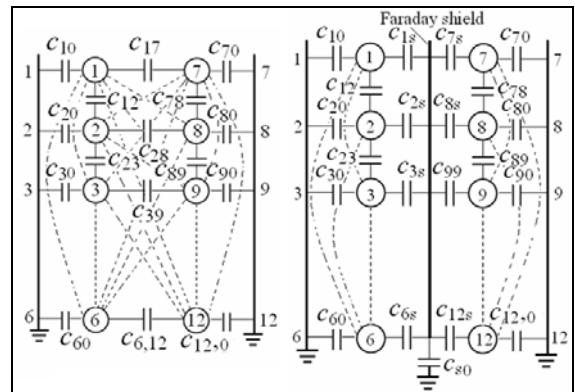 Faraday shield
c10 c17 c70
1 1 7 7
c12 c78
c20 c80
2 2 8 8
c23 c28 c89
c30 c90
3 3 9 9
c39
6 6 12 12
c60 c6,12 c12,0
c10 c1s c7s c70
1 1 7 7
c12 c78
c20 c2s c8s c80
2 2 8 8
c23 c89
c30 c3s c99 c90
3 3 9 9
c60 c6s c12s c12,0
6 6 12 12
cs0